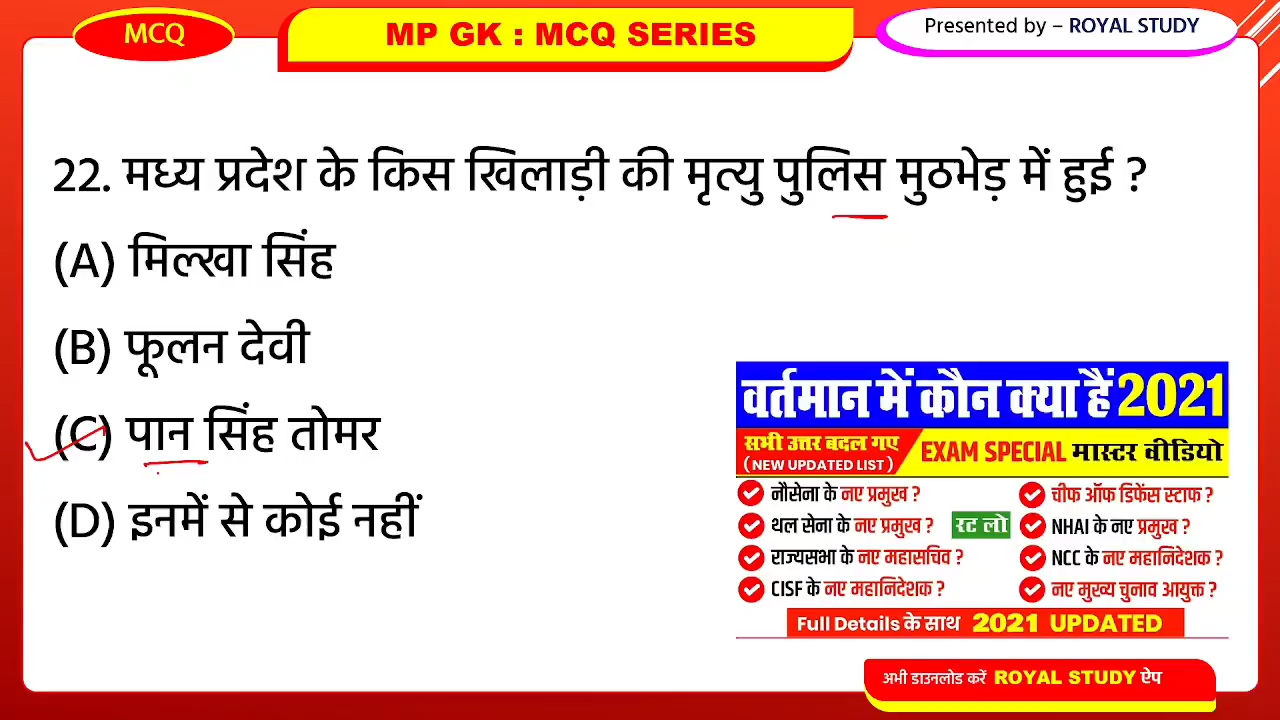 MCQ
MP GK : MCQ SERIES
Presented by – ROYAL STUDY
22. मध्य प्रदेश के किस खिलाड़ी की मृत्यु पुलिस मुठभेड़ में हुई ?
(A) मिल्खा सिंह
(B) फूलन देवी
(C) पान सिंह तोमर
(D) इनमें से कोई नहीं
वर्तमान में कौन क्या हैं 2021
सभी उत्तर बदल गए
(NEW UPDATED LIST)
EXAM SPECIAL मास्टर वीडियो
नौसेना के नए प्रमुख ?
थल सेना के नए प्रमुख ?
राज्यसभा के नए महासचिव ?
CISF के नए महानिदेशक ?
रट लो
चीफ ऑफ डिफेंस स्टाफ ?
NHAI के नए प्रमुख ?
NCC के नए महानिदेशक ?
नए मुख्य चुनाव आयुक्त ?
Full Details के साथ 2021 UPDATED
अभी डाउनलोड करें ROYAL STUDY ऐप